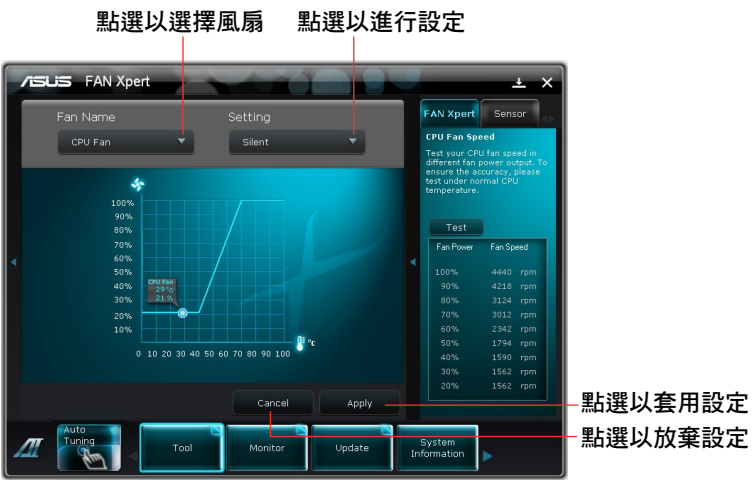 點選以選擇風扇
點選以進行設定
ASUS FAN Xpert
Fan Name
Setting
CPU Fan
Silent
100%
90%
80%
70%
60%
50%
40%
30%
20%
10%
CPU Fan
29 °c
21 %
0 10 20 30 40 50 60 70 80 90 100
°c
Cancel
Apply
FAN Xpert
Sensor
CPU Fan Speed
Test your CPU fan speed in
different fan power output. To
ensure the accuracy, please
test under normal CPU
temperature.
Test
Fan Power Fan Speed
100% 4440 rpm
90% 4218 rpm
80% 3124 rpm
70% 3012 rpm
60% 2342 rpm
50% 1794 rpm
40% 1590 rpm
30% 1562 rpm
20% 1562 rpm
點選以套用設定
點選以放棄設定
AI
Auto
Tuning
Tool
Monitor
Update
System
Information